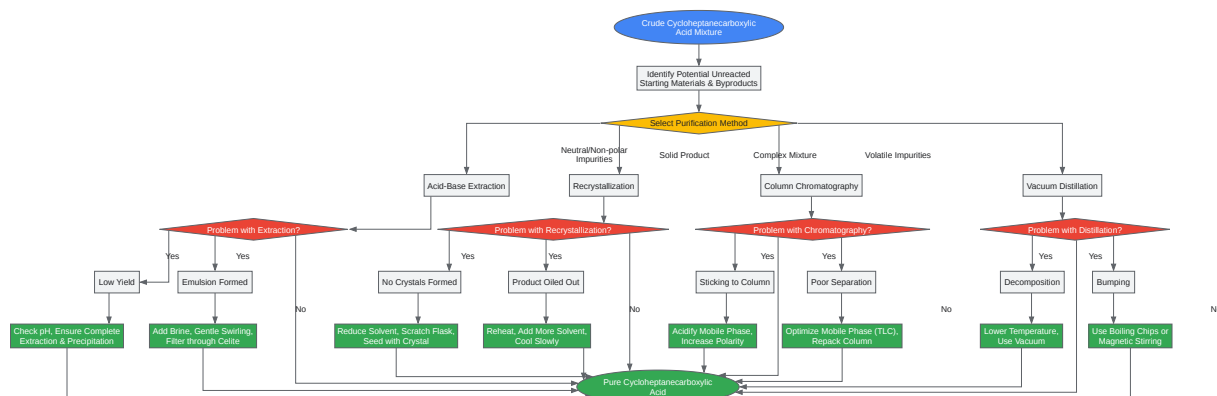 Crude Cycloheptanecarboxylic
Acid Mixture
Identify Potential Unreacted
Starting Materials & Byproducts
Select Purification Method
Neutral/Non-polar
Impurities
Solid Product
Complex Mixture
Volatile Impurities
Acid-Base Extraction
Recrystallization
Column Chromatography
Vacuum Distillation
Problem with Extraction?
Problem with Recrystallization?
Problem with Chromatography?
Problem with Distillation?
Yes
Yes
Yes
Yes
Yes
Yes
Yes
Yes
Low Yield
Emulsion Formed
No Crystals Formed
Product Oiled Out
Sticking to Column
Poor Separation
Decomposition
Bumping
No
No
No
N
Check pH, Ensure Complete
Extraction & Precipitation
Add Brine, Gentle Swirling,
Filter through Celite
Reduce Solvent, Scratch Flask,
Seed with Crystal
Reheat, Add More Solvent,
Cool Slowly
Acidify Mobile Phase,
Increase Polarity
Optimize Mobile Phase (TLC),
Repack Column
Lower Temperature,
Use Vacuum
Use Boiling Chips or
Magnetic Stirring
Pure Cycloheptanecarboxylic
Acid